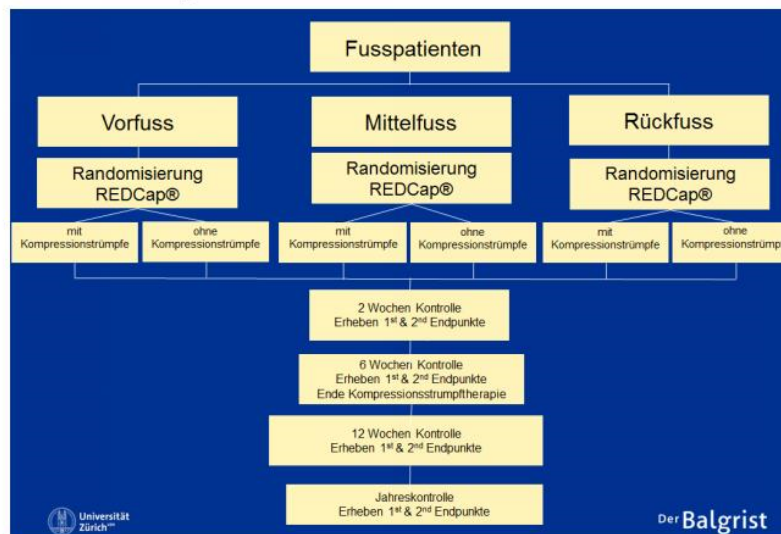 Fusspatienten
Vorfuss
Mittelfuss
Rückfuss
Randomisierung
REDCap®
Randomisierung
REDCap®
Randomisierung
REDCap®
mit
Kompressionstrümpfe
ohne
Kompressionstrümpfe
mit
Kompressionstrümpfe
ohne
Kompressionstrümpfe
mit
Kompressionstrümpfe
ohne
Kompressionstrümpf
2 Wochen Kontrolle
Erheben 1st & 2nd Endpunkte
6 Wochen Kontrolle
Erheben 1st & 2nd Endpunkte
Ende Kompressionsstrumpftherapie
12 Wochen Kontrolle
Erheben 1st & 2nd Endpunkte
Jahreskontrolle
Erheben 1st & 2nd Endpunkte
Universität
Zürich
Der Balgrist